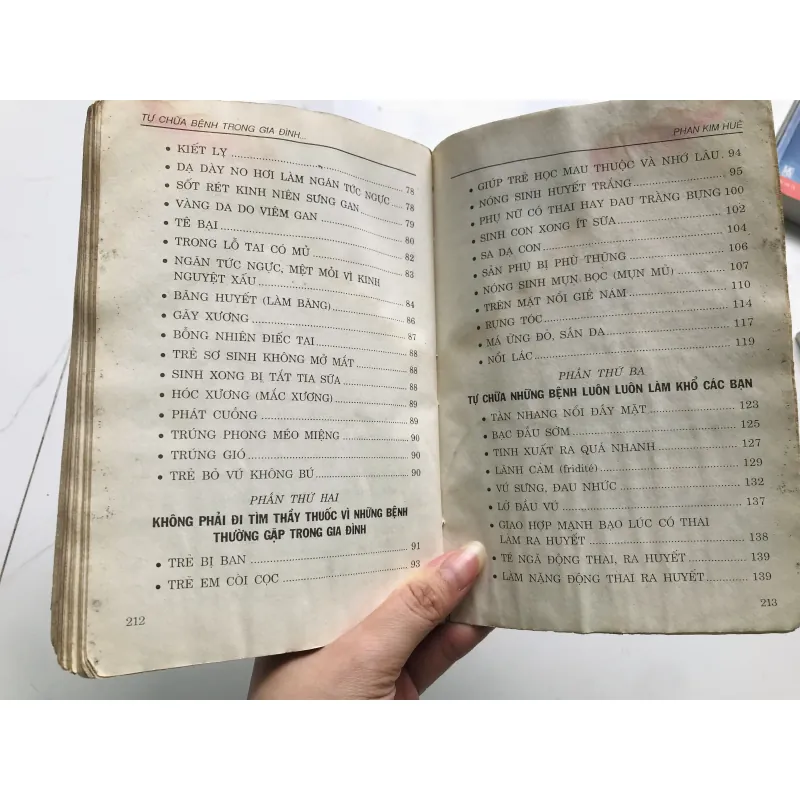 TỰ CHỮA BỆNH TRONG GIA ĐÌNH...
• KIẾT LỴ ........ 78
• DẠ DÀY NO HƠI LÀM NGĂN TỨC NGỰC ........ 78
• SỐT RÉT KINH NIÊN SƯNG GAN ........ 79
• VÀNG DA DO VIÊM GAN ........ 80
• TÊ BẠI ........ 82
• TRONG LỖ TAI CÓ MỦ ........ 83
• NGĂN TỨC NGỰC, MỆT MỎI VÌ KINH
NGUYỆT XẤU ........ 84
• BĂNG HUYẾT (LÀM BĂNG) ........ 86
• GÃY XƯƠNG ........ 87
• BỖNG NHIÊN ĐIẾC TAI ........ 88
• TRẺ SƠ SINH KHÔNG MỞ MẮT ........ 88
• SINH XONG BỊ TẮT TIA SỮA ........ 88
• HÓC XƯƠNG (MẮC XƯƠNG) ........ 89
• PHÁT CUỒNG ........ 89
• TRÚNG PHONG MÉO MIỆNG ........ 90
• TRÚNG GIÓ ........ 90
• TRẺ BỎ VÚ KHÔNG BÚ ........ 90
PHẦN THỨ HAI
KHÔNG PHẢI ĐI TÌM THẦY THUỐC VÌ NHỮNG BỆNH
THƯỜNG GẶP TRONG GIA ĐÌNH
• TRẺ BỊ BAN ........ 91
• TRẺ EM CÒI CỌC ........ 93
212
PHAN KIM HUÊ
• GIÚP TRẺ HỌC MAU THUỘC VÀ NHỚ LÂU. 94
• NÓNG SINH HUYẾT TRẮNG ........ 95
• PHỤ NỮ CÓ THAI HAY ĐAU TRẰNG BỤNG 100
• SINH CON XONG ÍT SỮA ........ 102
• SA DẠ CON ........ 104
• SẢN PHỤ BỊ PHÙ THŨNG ........ 106
• NÓNG SINH MỤN BỌC (MỤN MỦ) ........ 107
• TRÊN MẶT NỔI GIỀ NÁM ........ 110
• RỤNG TÓC ........ 114
• MÁ ỬNG ĐỎ, SẦN DA ........ 117
• NỔI LÁC ........ 119
PHẦN THỨ BA
TỰ CHỮA NHỮNG BỆNH LUÔN LUÔN LÀM KHỔ CÁC BẠN
• TÀN NHANG NỔI ĐẦY MẶT ........ 123
• BẠC ĐẦU SỚM ........ 125
• TINH XUẤT RA QUÁ NHANH ........ 127
• LÃNH CẢM (fridité) ........ 129
• VÚ SƯNG, ĐAU NHỨC ........ 132
• LỞ ĐẦU VÚ ........ 137
• GIAO HỢP MẠNH BẠO LÚC CÓ THAI
LÀM RA HUYẾT ........ 138
• TÉ NGÃ ĐỘNG THAI, RA HUYẾT ........ 139
• LÀM NẶNG ĐỘNG THAI RA HUYẾT ........ 139
213